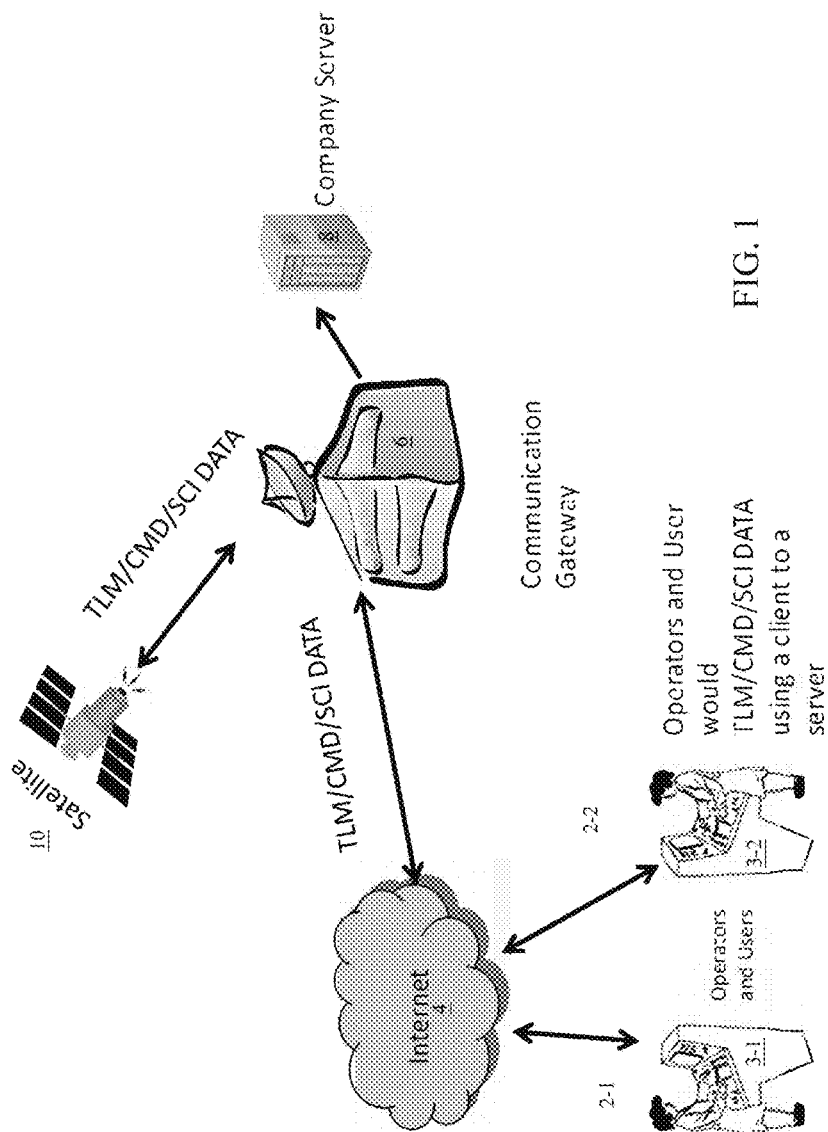 10
Satellite
TLM/CMD/SCI DATA
TLM/CMD/SCI DATA
Internet
4
6
8
Company Server
Communication
Gateway
2-1
2-2
3-1
3-2
Operators
and Users
Operators and User
would
TLM/CMD/SCI DATA
using a client to a
server
FIG. 1